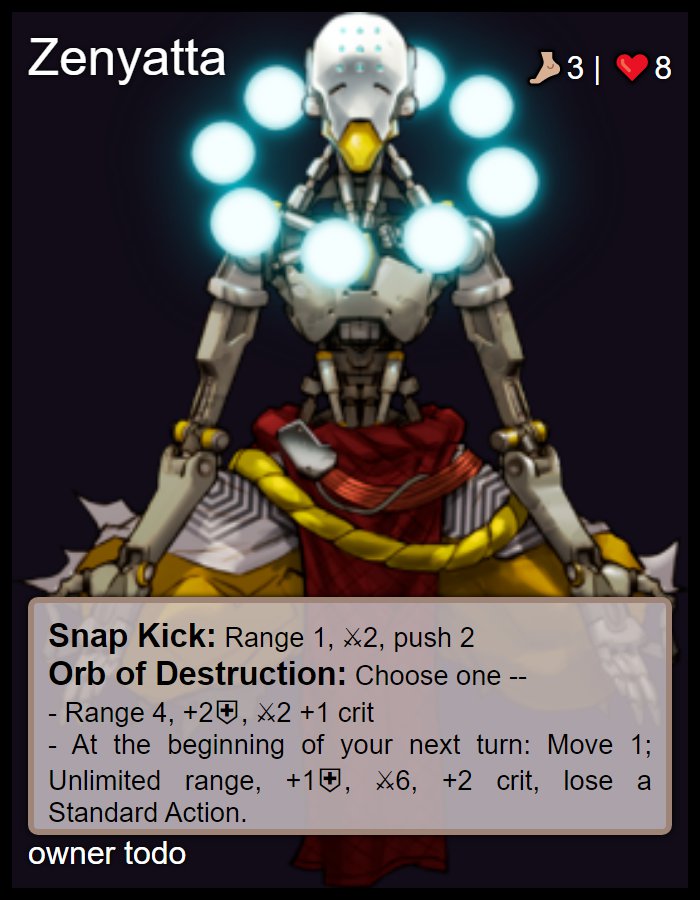 Zenyatta
🦶🏼3 | ❤️8
Snap Kick: Range 1, ⚔2, push 2
Orb of Destruction: Choose one --
- Range 4, +2⛨, ⚔2 +1 crit
- At the beginning of your next turn: Move 1;
Unlimited range, +1⛨, ⚔6, +2 crit, lose a
Standard Action.
owner todo